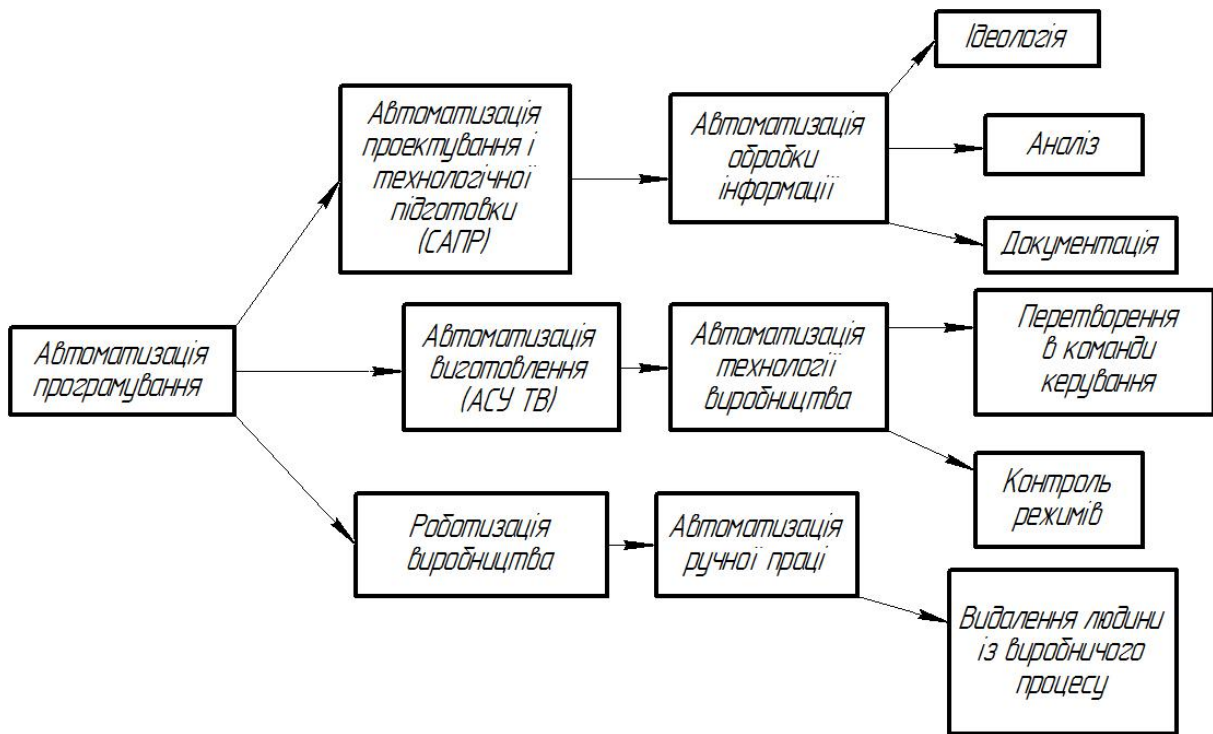 Автоматизація
програмування
Автоматизація
проектування і
технологічної
підготовки
(САПР)
Автоматизація
обробки
інформації
Ідеологія
Аналіз
Документація
Автоматизація
виготовлення
(АСУ ТВ)
Автоматизація
технології
виробництва
Перетворення
в команди
керування
Контроль
режимів
Роботизація
виробництва
Автоматизація
ручної праці
Видалення людини
із виробничого
процесу